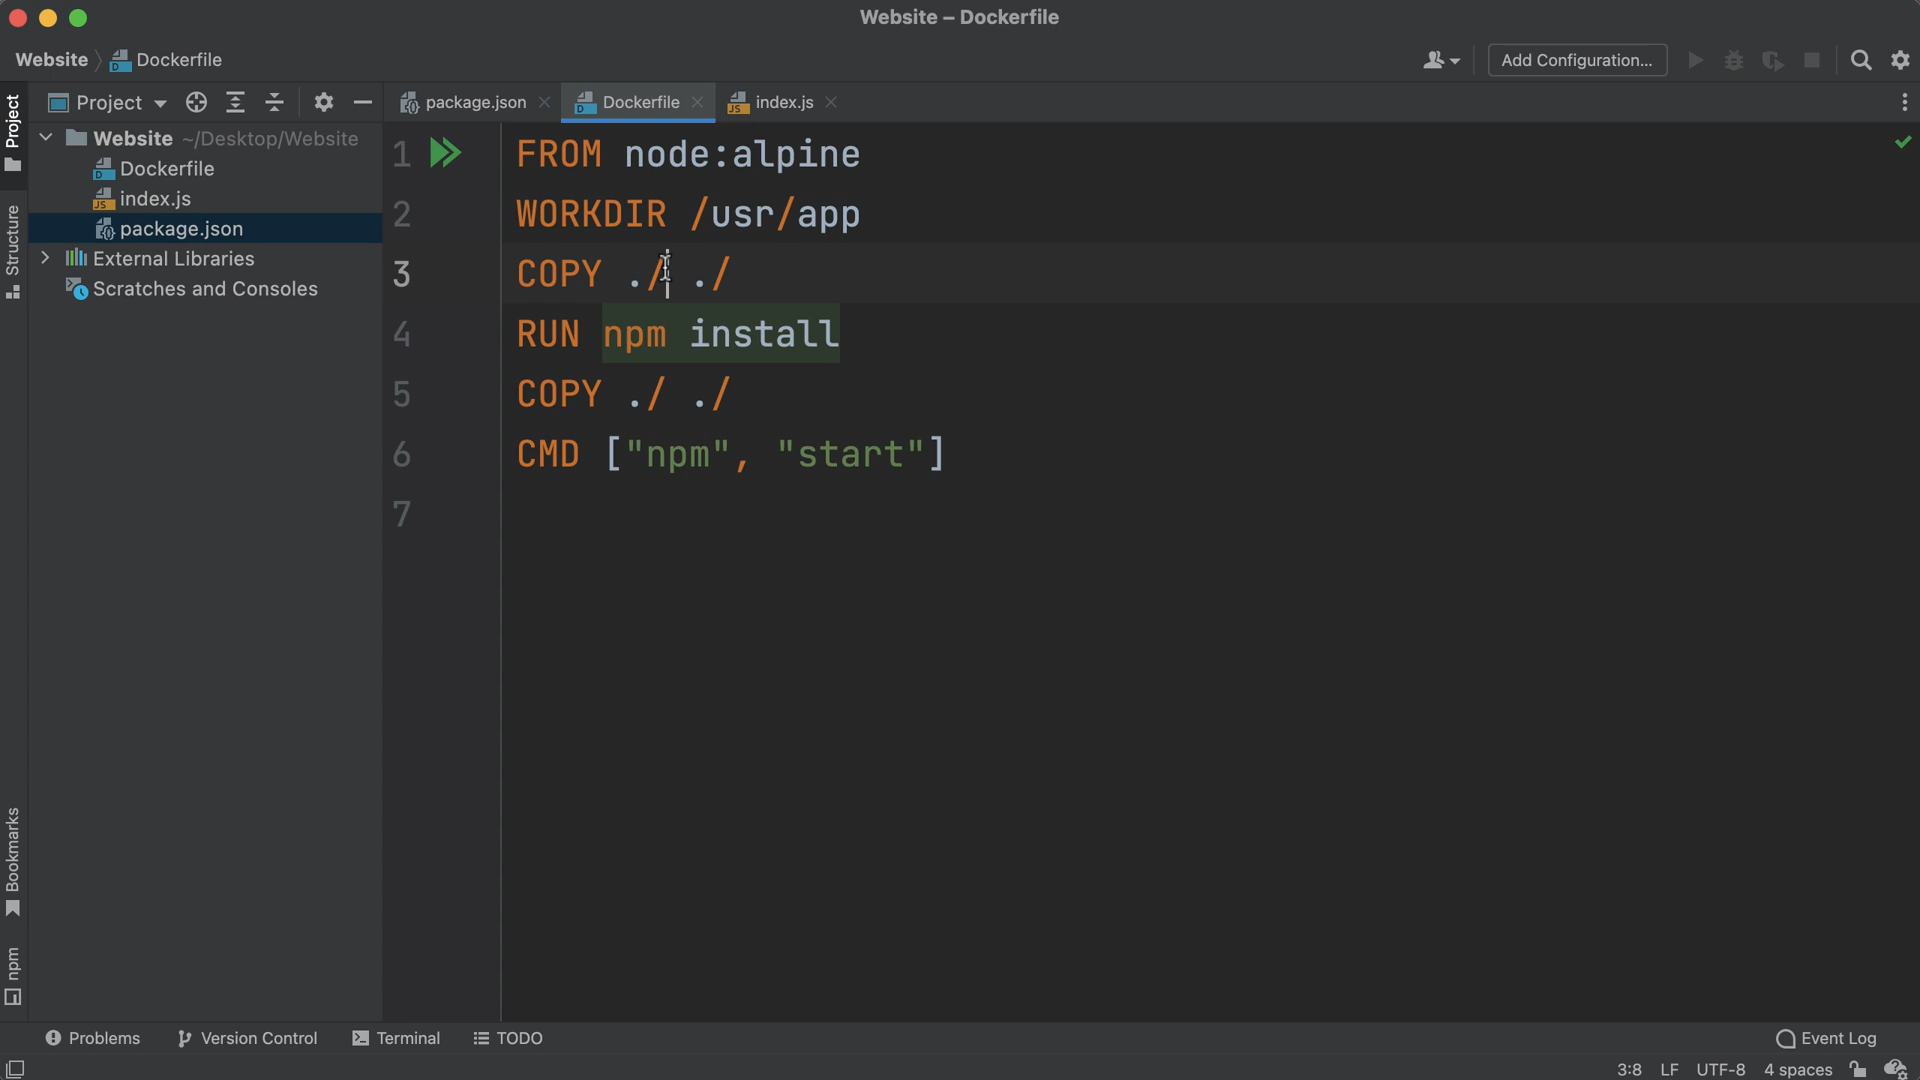 Website – Dockerfile
Website Dockerfile
Add Configuration...
Project
package.json
Dockerfile
index.js
Project
Structure
Bookmarks
npm
Website ~/Desktop/Website
Dockerfile
index.js
package.json
External Libraries
Scratches and Consoles
1 FROM node:alpine
2 WORKDIR /usr/app
3 COPY ./ ./
4 RUN npm install
5 COPY ./ ./
6 CMD ["npm", "start"]
7
Problems Version Control Terminal TODO Event Log
3:8 LF UTF-8 4 spaces